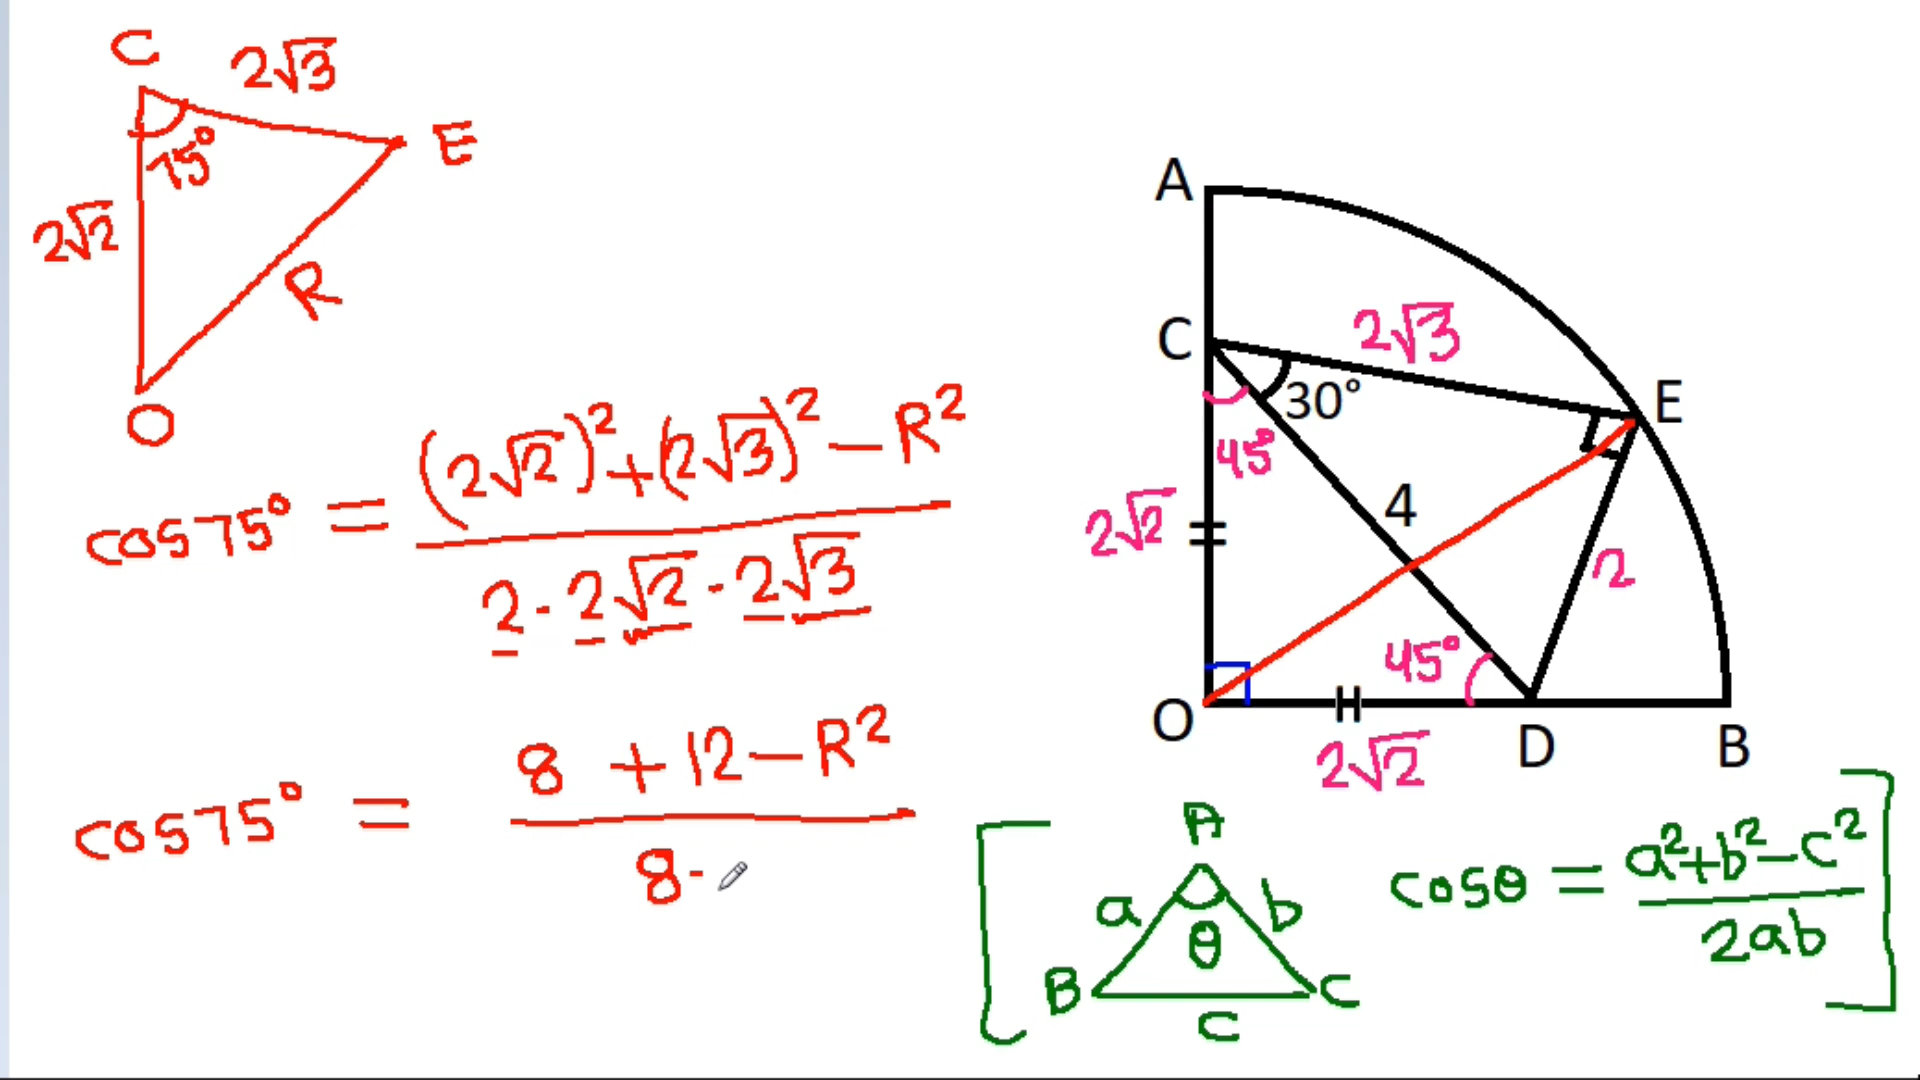 C
2√3
75°
E
2√2
R
O
cos75° = (2√2)² + (2√3)² - R²
2 · 2√2 · 2√3
cos75° = 8 + 12 - R²
8 ·
A
C
2√3
30°
E
45°
2√2
4
2
45°
O
D
B
2√2
A
a
b
θ
B
C
c
cosθ = a²+b²-c²
2ab